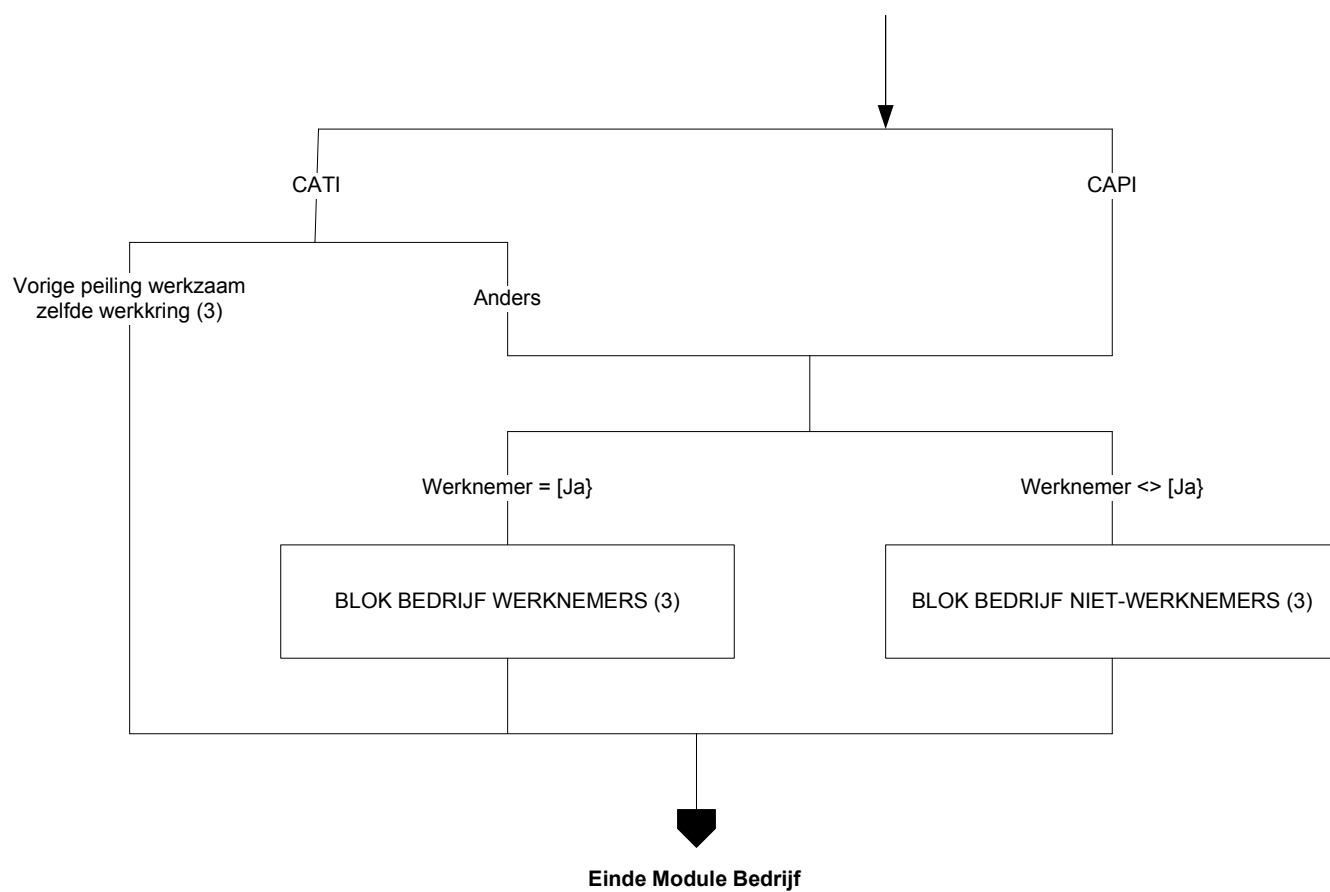 CATI
CAPI
Vorige peiling werkzaam
zelfde werkkring (3)
Anders
Werknemer = [Ja}
Werknemer <> [Ja}
BLOK BEDRIJF WERKNEMERS (3)
BLOK BEDRIJF NIET-WERKNEMERS (3)
Einde Module Bedrijf